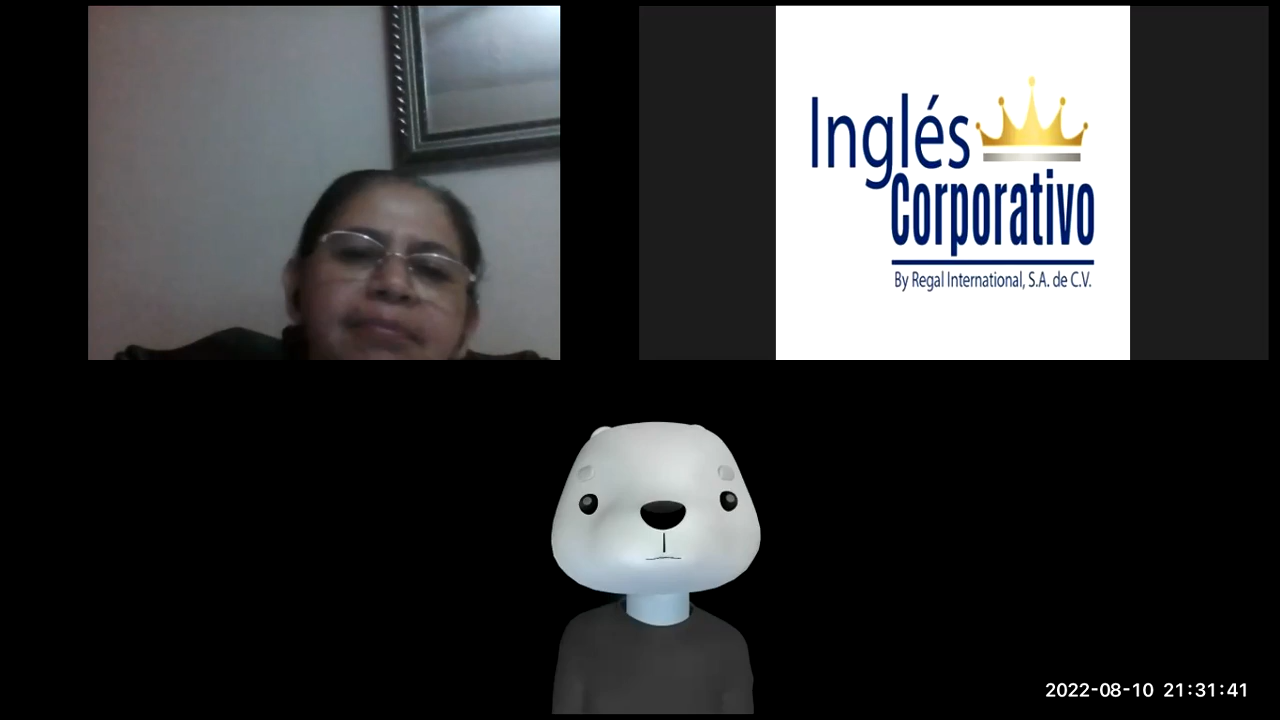 Inglés
Corporativo
By Regal International, S.A. de C.V.
2022-08-10 21:31:41